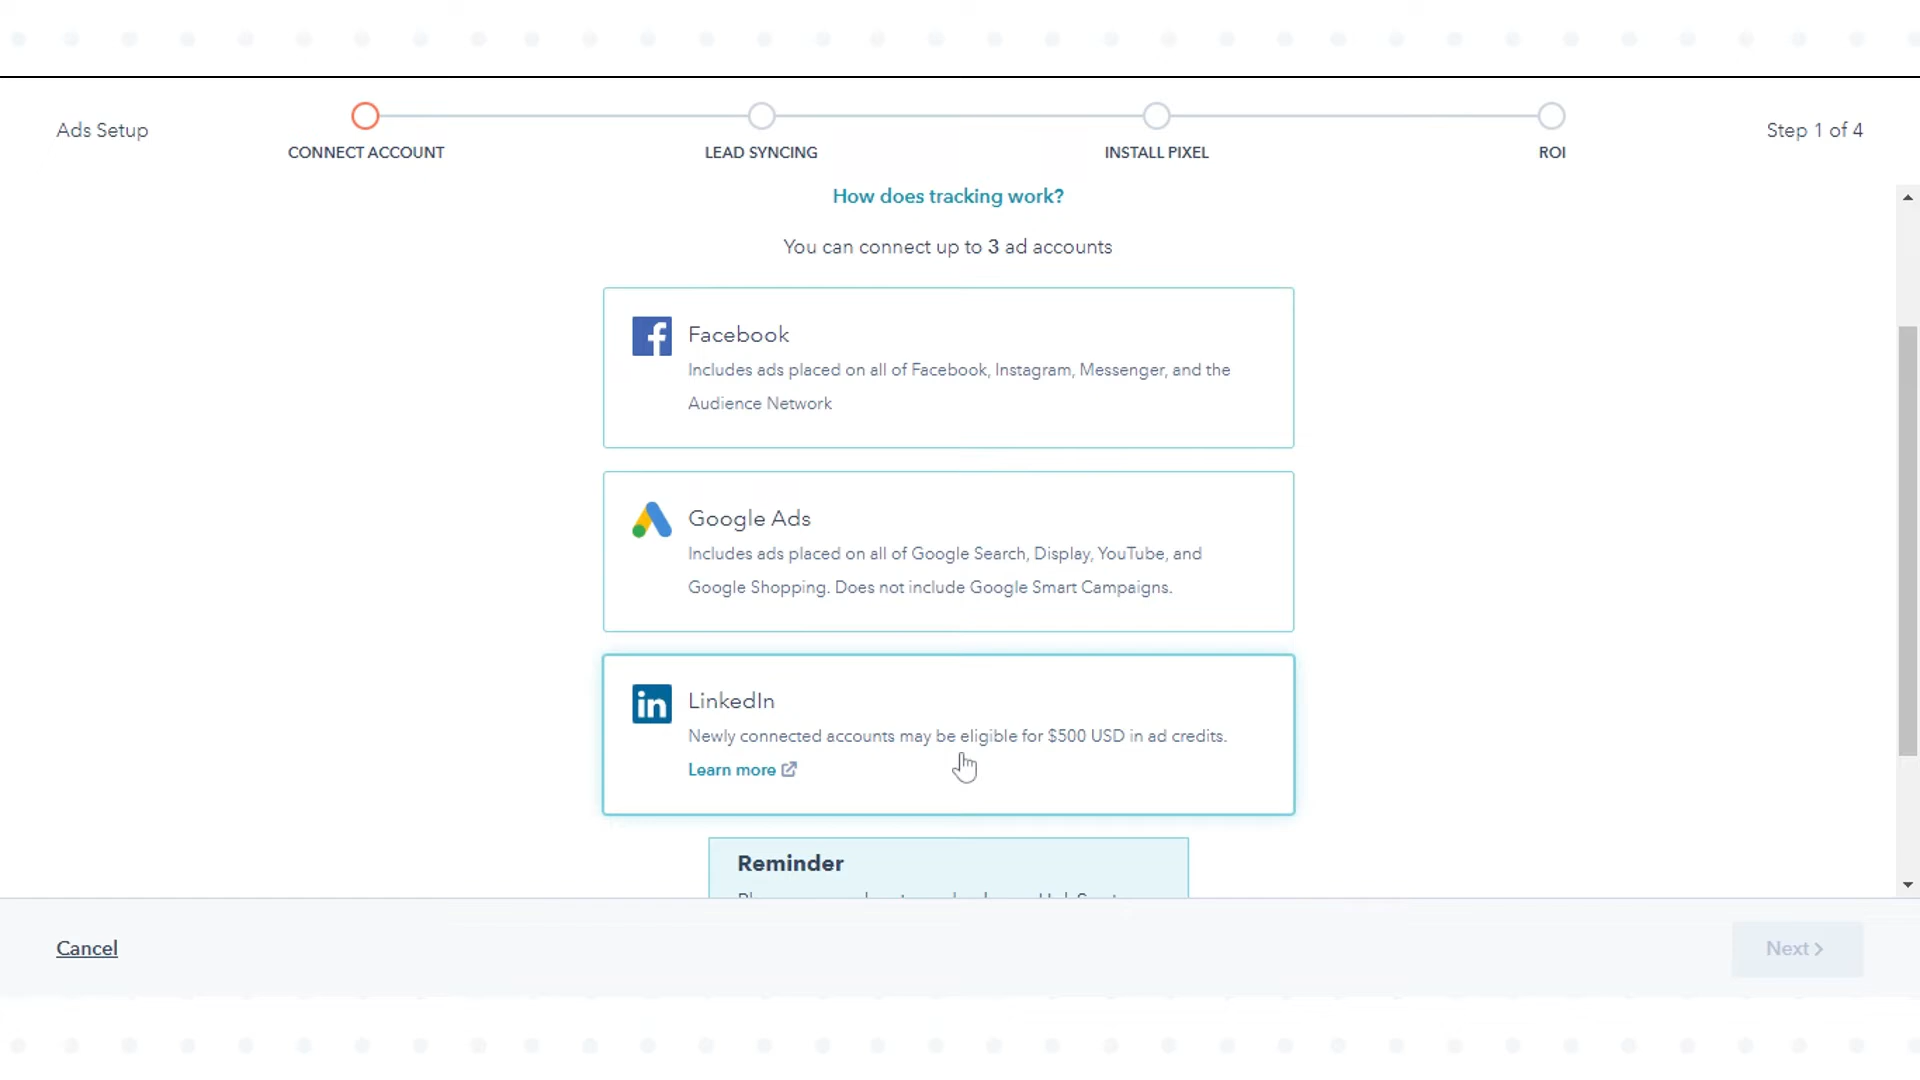 Ads Setup
CONNECT ACCOUNT
LEAD SYNCING
INSTALL PIXEL
ROI
Step 1 of 4
How does tracking work?
You can connect up to 3 ad accounts
Facebook
Includes ads placed on all of Facebook, Instagram, Messenger, and the
Audience Network
Google Ads
Includes ads placed on all of Google Search, Display, YouTube, and
Google Shopping. Does not include Google Smart Campaigns.
LinkedIn
Newly connected accounts may be eligible for $500 USD in ad credits.
Learn more
Reminder
Cancel
Next >